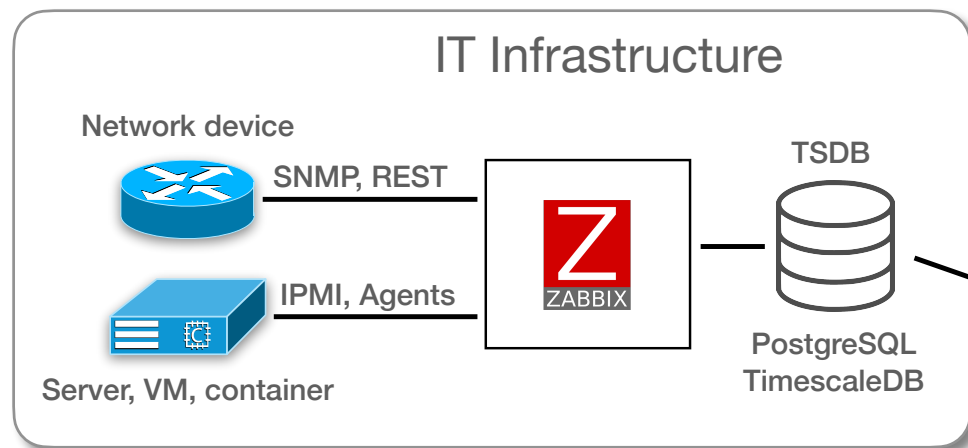 IT Infrastructure
Network device
SNMP, REST
TSDB
Z
ZABBIX
IPMI, Agents
C
Server, VM, container
PostgreSQL
TimescaleDB